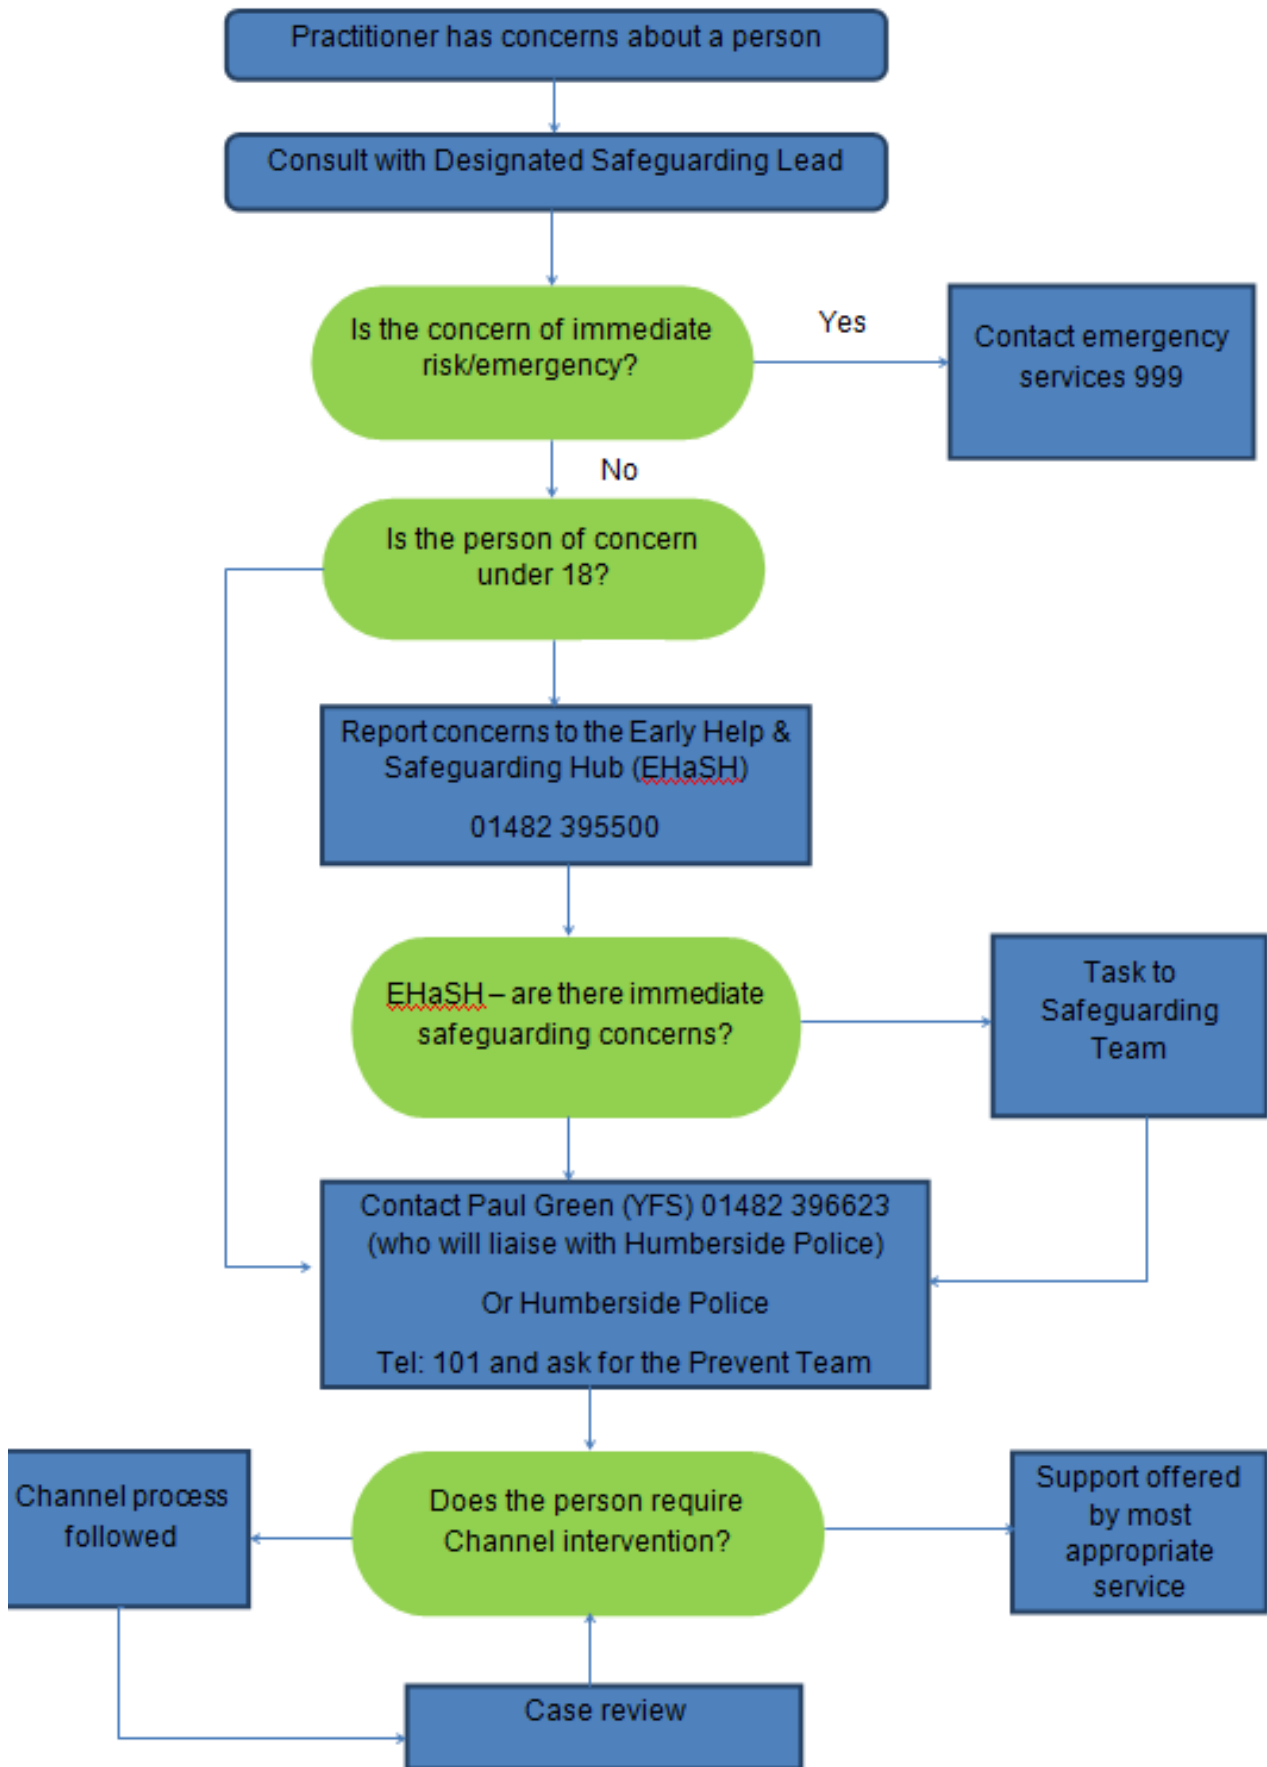 Practitioner has concerns about a person
Consult with Designated Safeguarding Lead
Is the concern of immediate
risk/emergency?
Yes
Contact emergency
services 999
No
Is the person of concern
under 18?
Report concerns to the Early Help &
Safeguarding Hub (EHaSH)
01482 395500
EHaSH – are there immediate
safeguarding concerns?
Task to
Safeguarding
Team
Contact Paul Green (YFS) 01482 396623
(who will liaise with Humberside Police)
Or Humberside Police
Tel: 101 and ask for the Prevent Team
Channel process
followed
Does the person require
Channel intervention?
Support offered
by most
appropriate
service
Case review